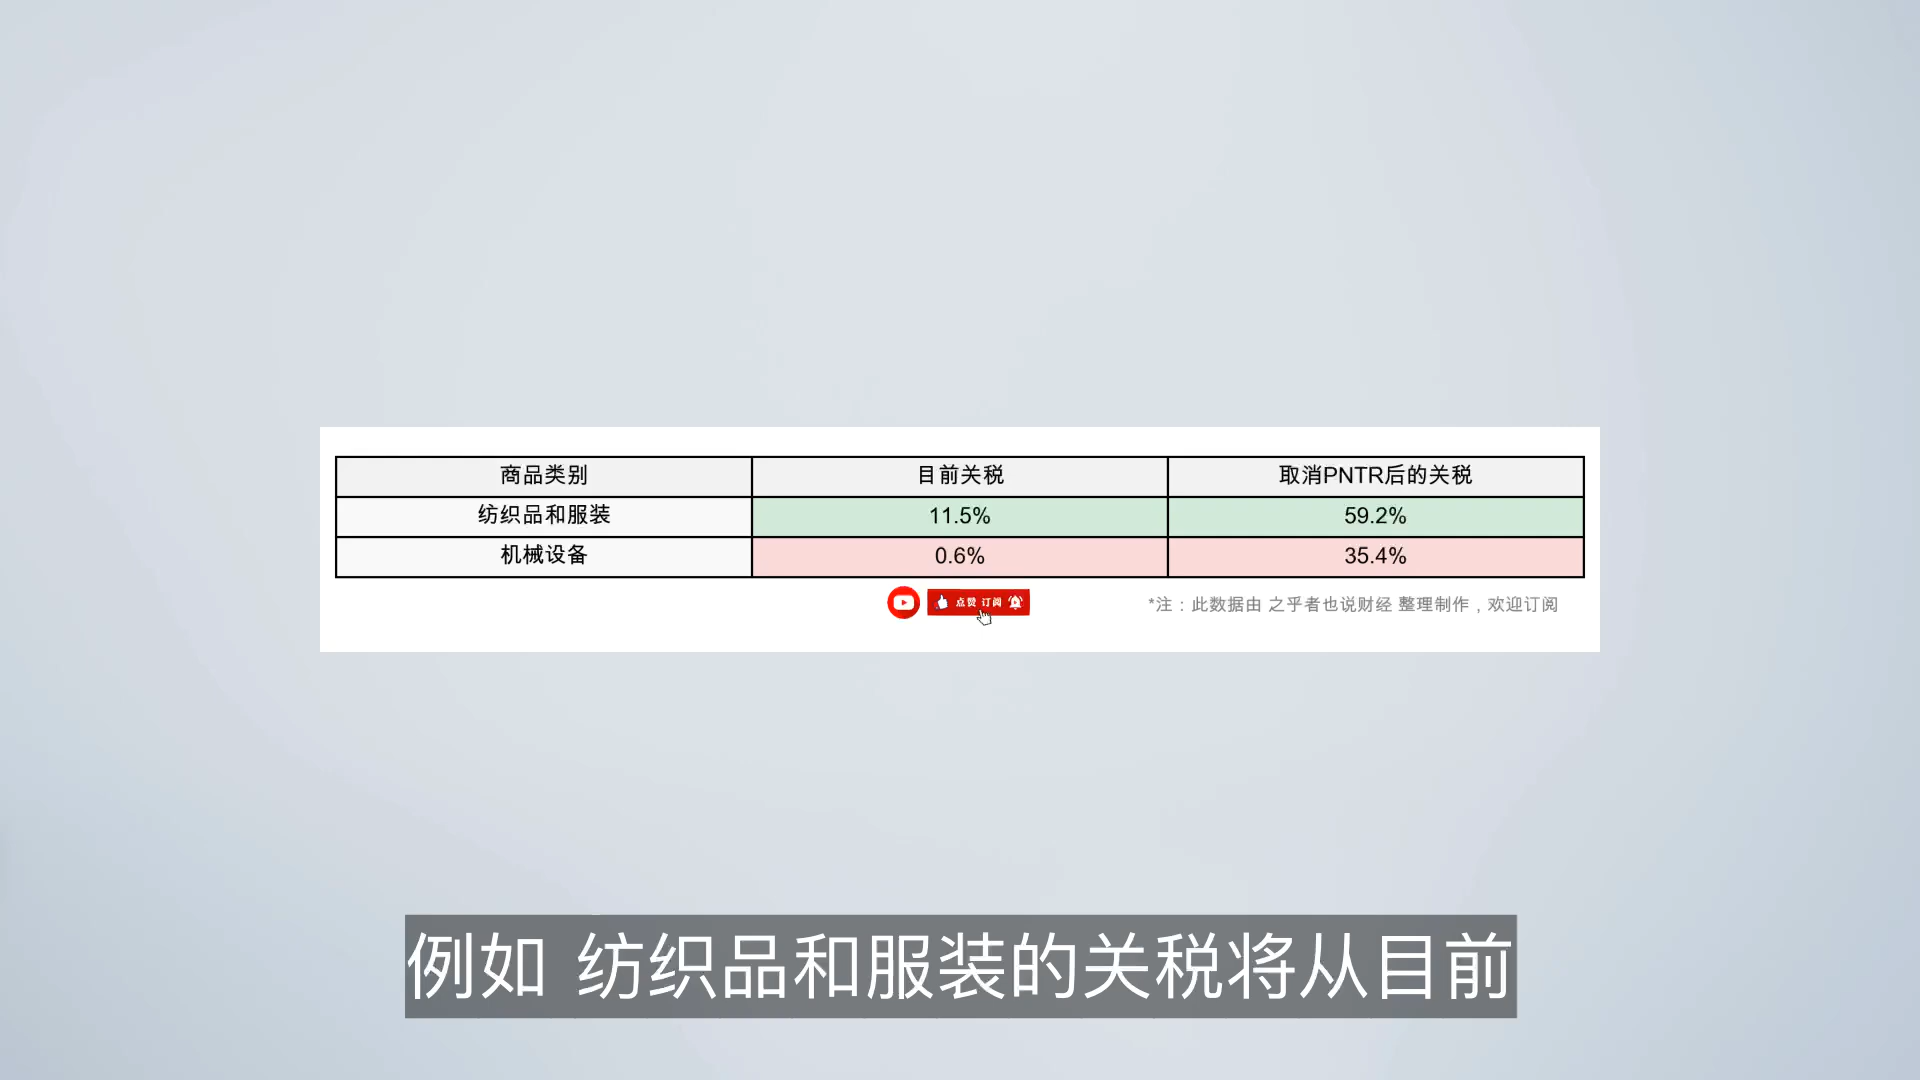 商品类别 目前关税 取消PNTR后的关税
纺织品和服装 11.5% 59.2%
机械设备 0.6% 35.4%
点赞 订阅
*注：此数据由 之乎者也说财经 整理制作，欢迎订阅
例如 纺织品和服装的关税将从目前